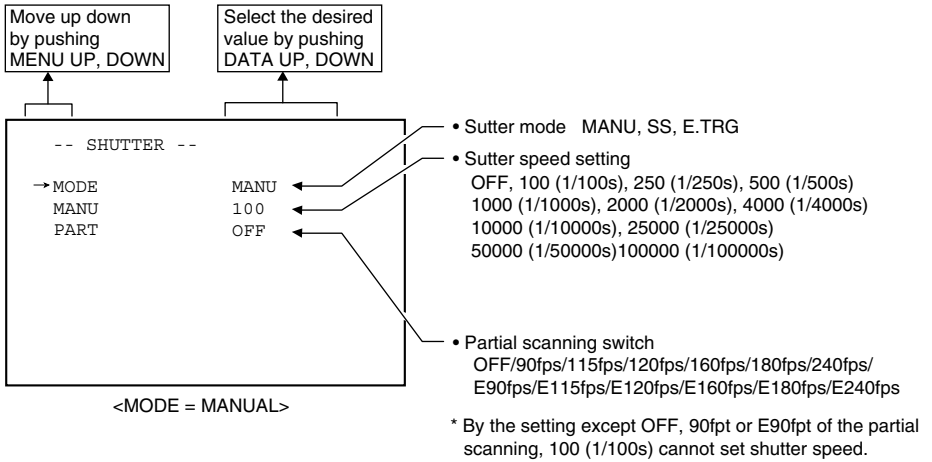 Move up down
by pushing
MENU UP, DOWN
Select the desired
value by pushing
DATA UP, DOWN
-- SHUTTER --
→MODE MANU
MANU 100
PART OFF
<MODE = MANUAL>
• Sutter mode MANU, SS, E.TRG
• Sutter speed setting
OFF, 100 (1/100s), 250 (1/250s), 500 (1/500s)
1000 (1/1000s), 2000 (1/2000s), 4000 (1/4000s)
10000 (1/10000s), 25000 (1/25000s)
50000 (1/50000s)100000 (1/100000s)
• Partial scanning switch
OFF/90fps/115fps/120fps/160fps/180fps/240fps/
E90fps/E115fps/E120fps/E160fps/E180fps/E240fps
* By the setting except OFF, 90fpt or E90fpt of the partial
scanning, 100 (1/100s) cannot set shutter speed.